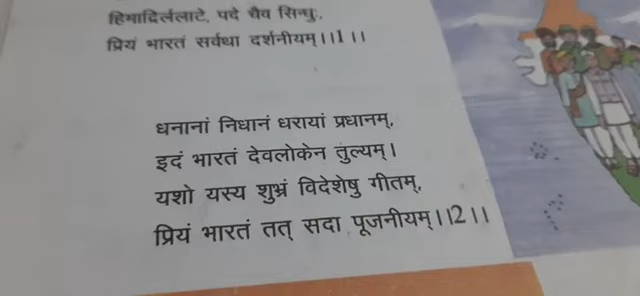 हिमाद्रिर्ललाटे, पदे चैव सिन्धुः,
प्रियं भारतं सर्वथा दर्शनीयम्।।1।।
धनानां निधानं धरायां प्रधानम्,
इदं भारतं देवलोकेन तुल्यम्।
यशो यस्य शुभ्रं विदेशेषु गीतम्,
प्रियं भारतं तत् सदा पूजनीयम्।।2।।